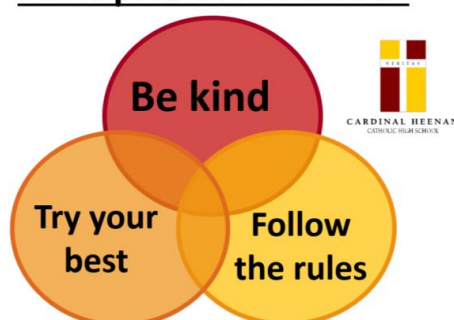 Be kind
VERITAS
CARDINAL HEENAN
CATHOLIC HIGH SCHOOL
Try your
best
Follow
the rules